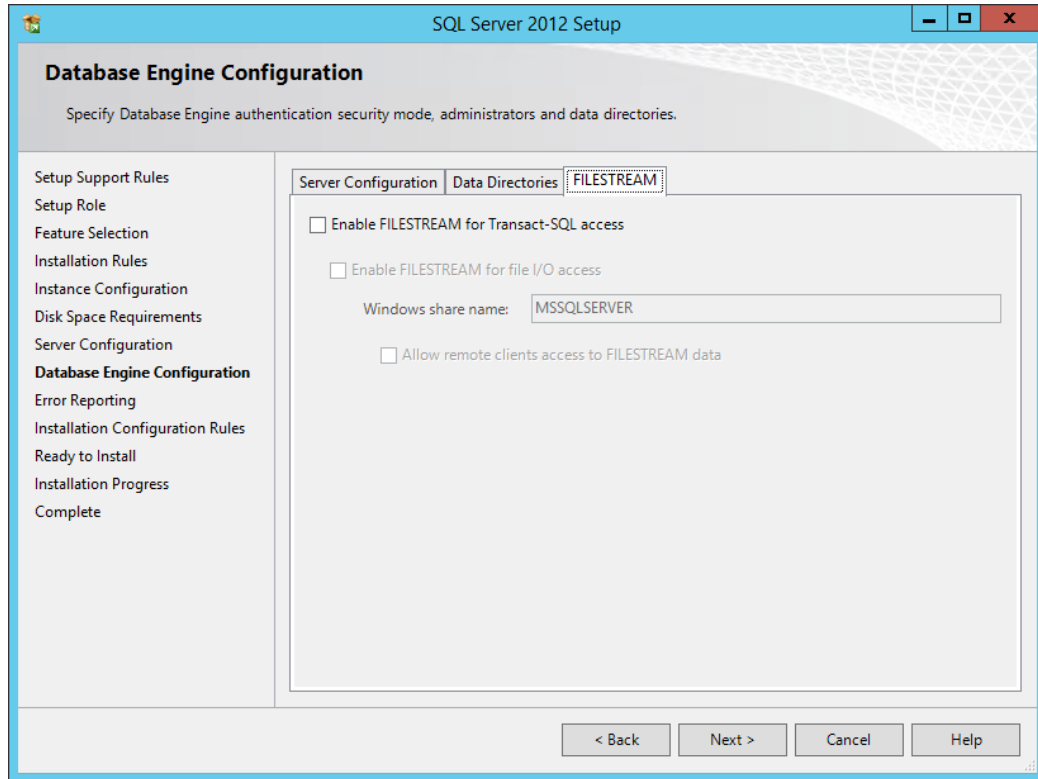 SQL Server 2012 Setup
Database Engine Configuration
Specify Database Engine authentication security mode, administrators and data directories.
Setup Support Rules
Setup Role
Feature Selection
Installation Rules
Instance Configuration
Disk Space Requirements
Server Configuration
Database Engine Configuration
Error Reporting
Installation Configuration Rules
Ready to Install
Installation Progress
Complete
Server Configuration Data Directories FILESTREAM
Enable FILESTREAM for Transact-SQL access
Enable FILESTREAM for file I/O access
Windows share name: MSSQLSERVER
Allow remote clients access to FILESTREAM data
< Back Next > Cancel Help